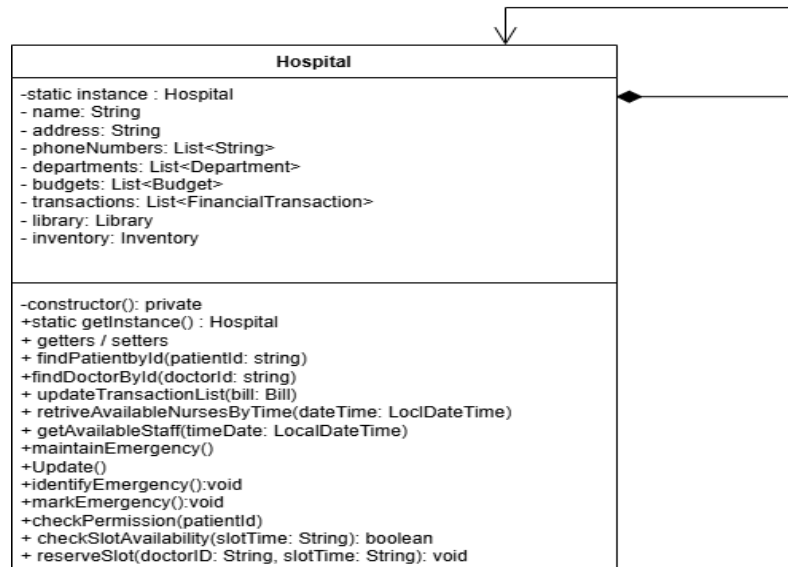 Hospital
-static instance : Hospital
- name: String
- address: String
- phoneNumbers: List<String>
- departments: List<Department>
- budgets: List<Budget>
- transactions: List<FinancialTransaction>
- library: Library
- inventory: Inventory
-constructor(): private
+static getInstance() : Hospital
+ getters / setters
+ findPatientbyId(patientId: string)
+findDoctorById(doctorId: string)
+ updateTransactionList(bill: Bill)
+ retriveAvailableNursesByTime(dateTime: LoclDateTime)
+ getAvailableStaff(timeDate: LocalDateTime)
+maintainEmergency()
+Update()
+identifyEmergency():void
+markEmergency():void
+checkPermission(patientId)
+ checkSlotAvailability(slotTime: String): boolean
+ reserveSlot(doctorID: String, slotTime: String): void